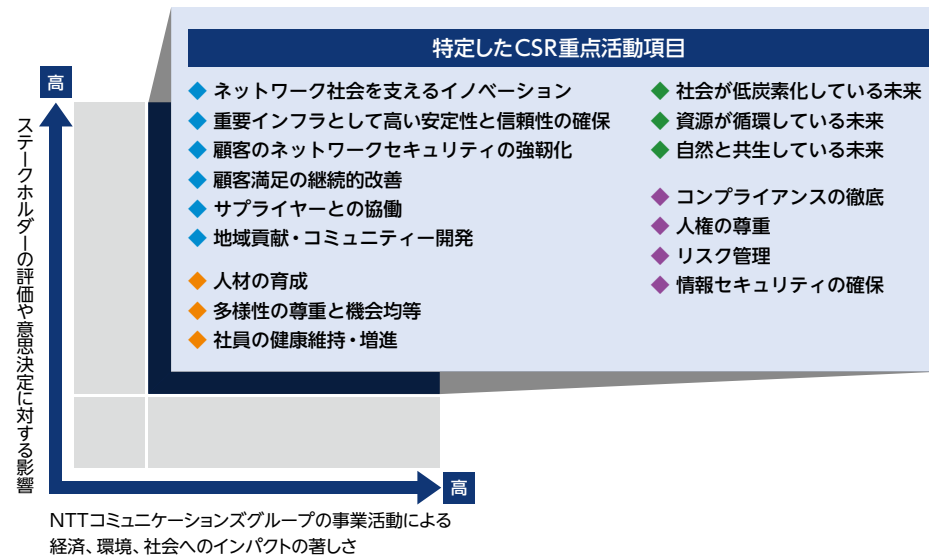 特定したCSR重点活動項目
高
ステークホルダーの評価や意思決定に対する影響
◆ ネットワーク社会を支えるイノベーション
◆ 重要インフラとして高い安定性と信頼性の確保
◆ 顧客のネットワークセキュリティの強靭化
◆ 顧客満足の継続的改善
◆ サプライヤーとの協働
◆ 地域貢献・コミュニティー開発
◆ 人材の育成
◆ 多様性の尊重と機会均等
◆ 社員の健康維持・増進
◆ 社会が低炭素化している未来
◆ 資源が循環している未来
◆ 自然と共生している未来
◆ コンプライアンスの徹底
◆ 人権の尊重
◆ リスク管理
◆ 情報セキュリティの確保
高
NTTコミュニケーションズグループの事業活動による
経済、環境、社会へのインパクトの著しさ